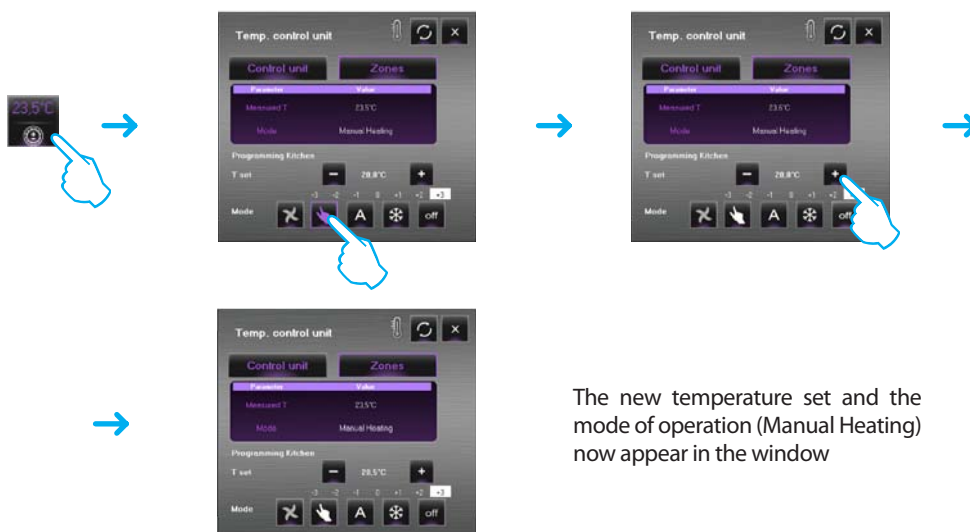 23,5°C
Temp. control unit
Control unit Zones
Parameter Value
Measured T 23.5°C
Mode Manual Heating
Programming Kitchen
T set 20,0°C
-3 -2 -1 0 +1 +2 +3
Mode A off
Temp. control unit
Control unit Zones
Parameter Value
Measured T 23.5°C
Mode Manual Heating
Programming Kitchen
T set 20,0°C
-3 -2 -1 0 +1 +2
Mode A off
Temp. control unit
Control unit Zones
Parameter Value
Measured T 23.5°C
Mode Manual Heating
Programming Kitchen
T set 20,5°C
-3 -2 -1 0 +1 +2 +3
Mode A off
The new temperature set and the
mode of operation (Manual Heating)
now appear in the window